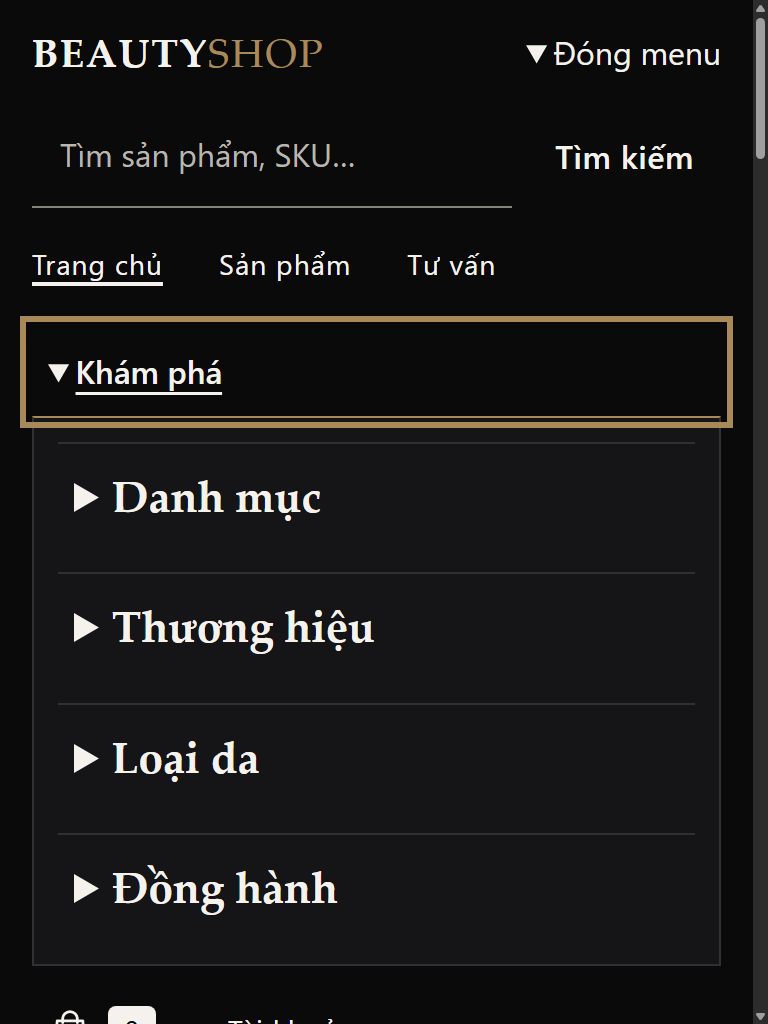 BEAUTYSHOP
Đóng menu
Tìm sản phẩm, SKU...
Tìm kiếm
Trang chủ
Sản phẩm
Tư vấn
Khám phá
Danh mục
Thương hiệu
Loại da
Đồng hành